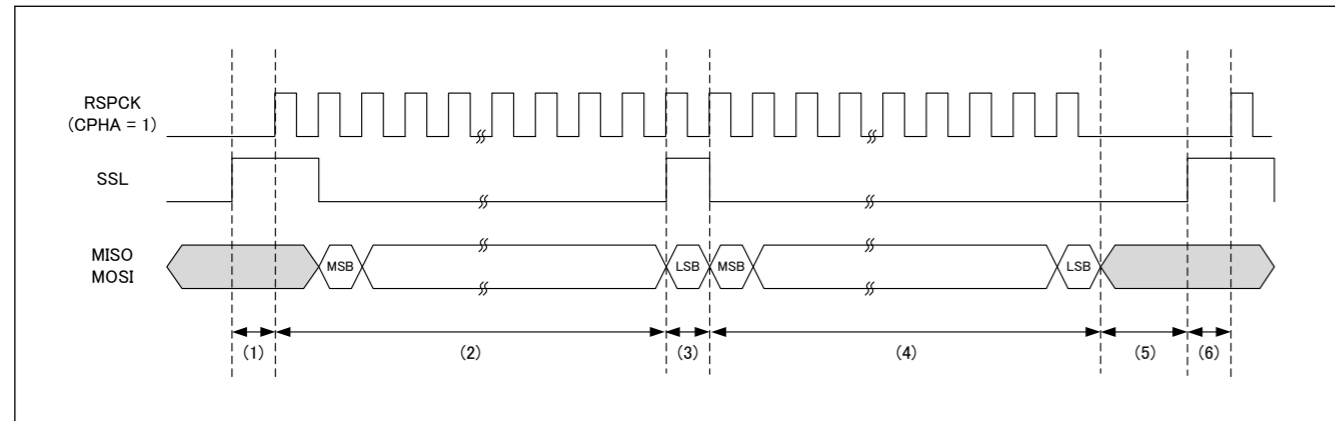 RSPCK
(CPHA = 1)
SSL
MISO
MOSI
MSB
LSB
MSB
LSB
(1)
(2)
(3)
(4)
(5)
(6)